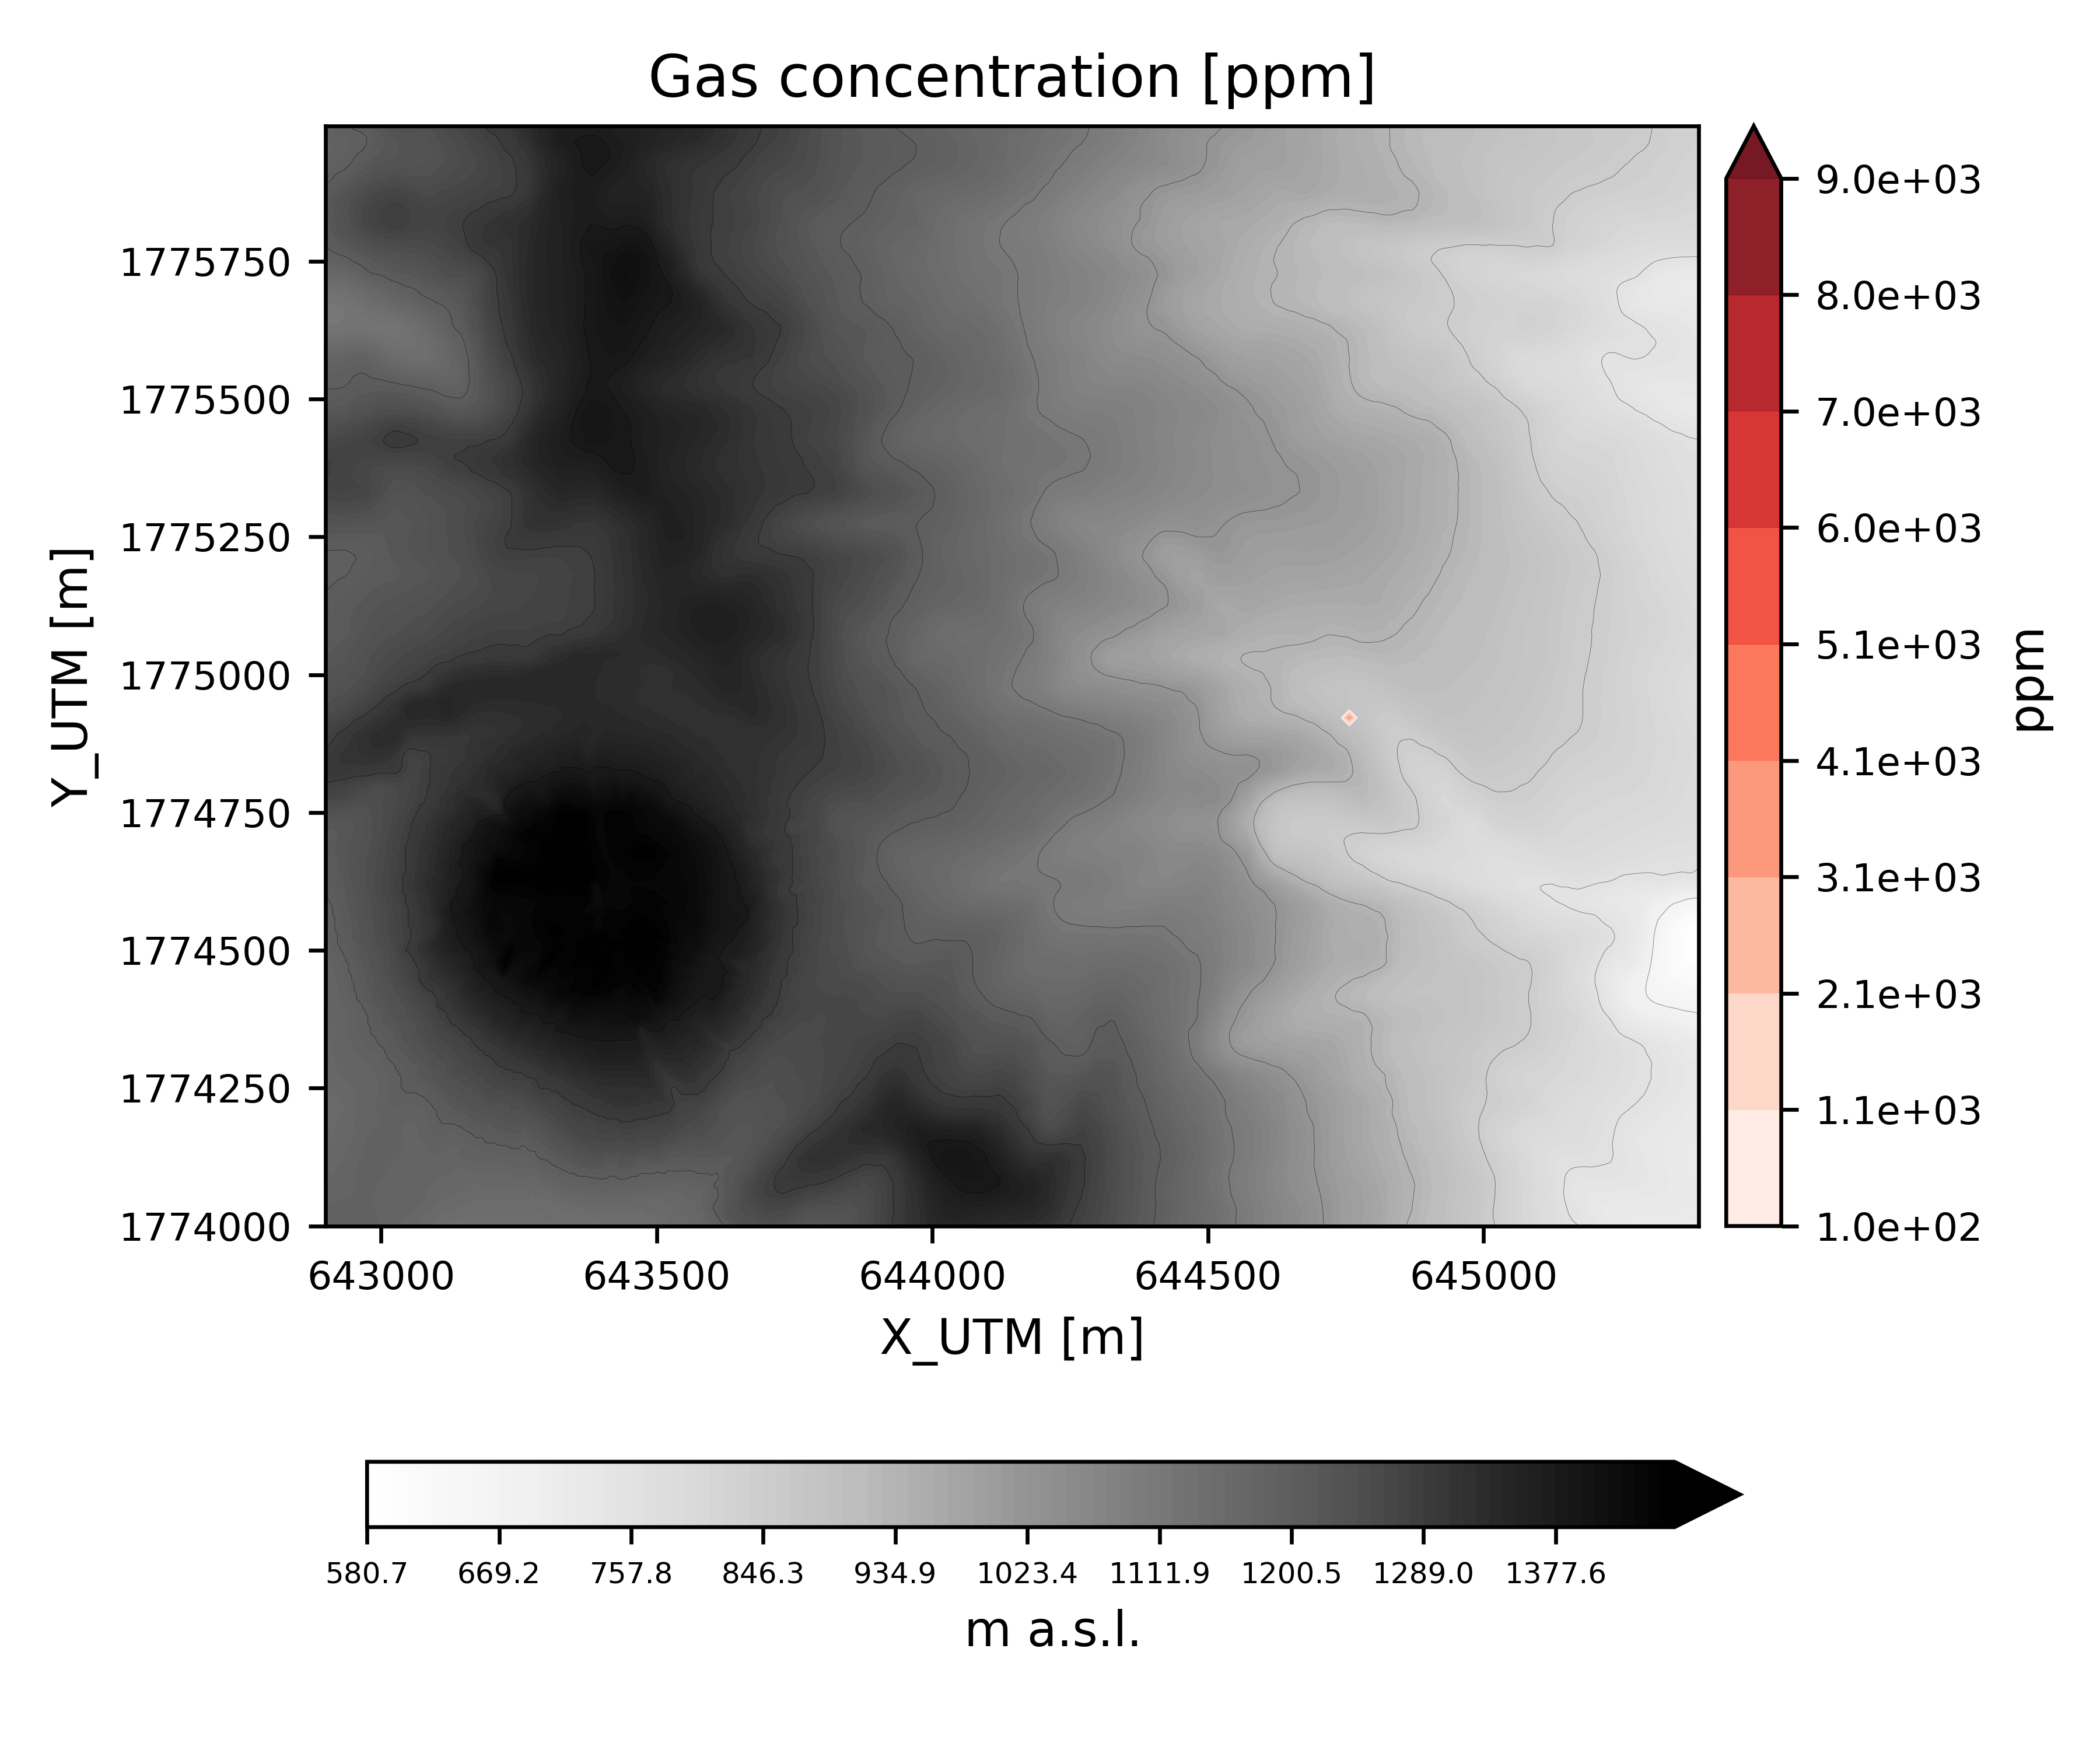 Gas concentration [ppm]
Y_UTM [m]
1775750
1775500
1775250
1775000
1774750
1774500
1774250
1774000
643000 643500 644000 644500 645000
X_UTM [m]
9.0e+03
8.0e+03
7.0e+03
6.0e+03
5.1e+03
4.1e+03
3.1e+03
2.1e+03
1.1e+03
1.0e+02
ppm
580.7 669.2 757.8 846.3 934.9 1023.4 1111.9 1200.5 1289.0 1377.6
m a.s.l.